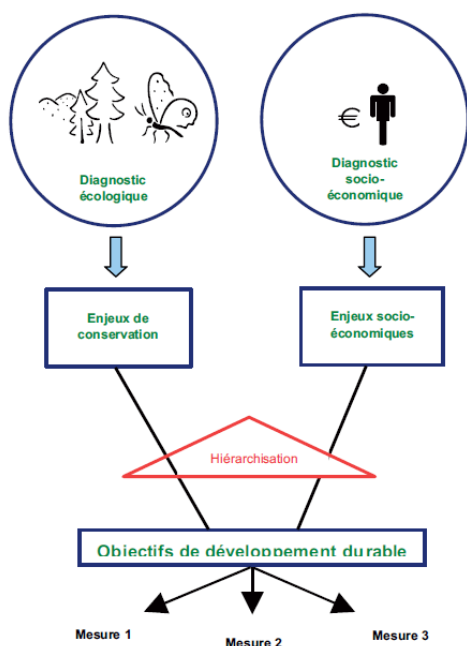 Diagnostic
écologique
€
Diagnostic
socio-
économique
Enjeux de
conservation
Enjeux socio-
économiques
Hiérarchisation
Obiectifs de développement durable
Mesure 1
Mesure 2
Mesure 3